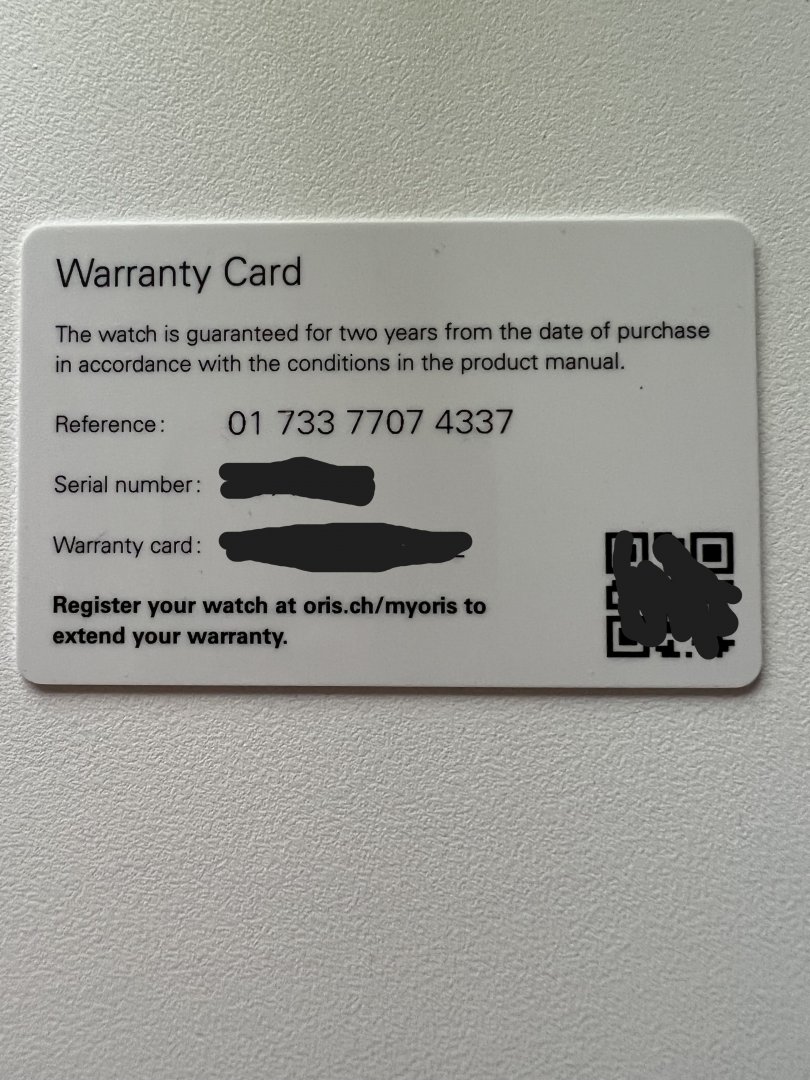 Warranty Card
The watch is guaranteed for two years from the date of purchase
in accordance with the conditions in the product manual.
Reference: 01 733 7707 4337
Serial number:
Warranty card:
Register your watch at oris.ch/myoris to
extend your warranty.